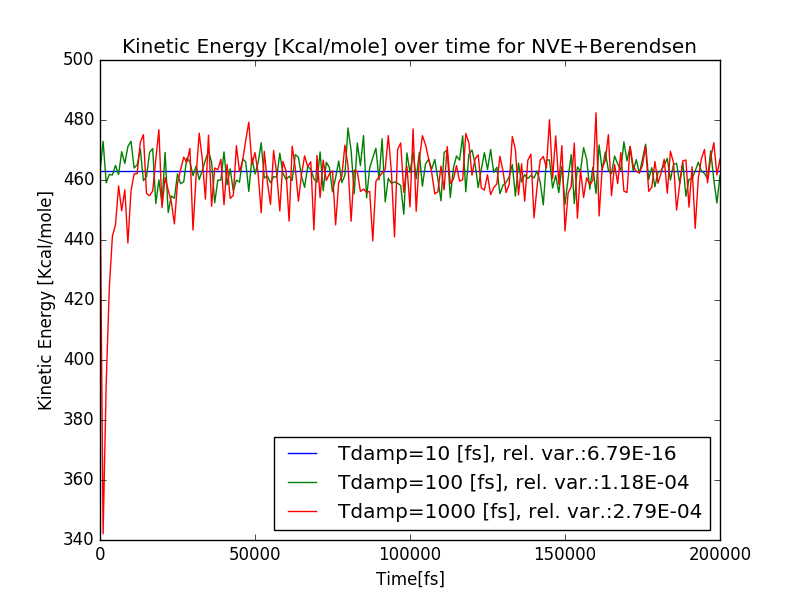 Kinetic Energy [Kcal/mole] over time for NVE+Berendsen
500
480
460
440
420
400
380
360
340
Kinetic Energy [Kcal/mole]
Tdamp=10 [fs], rel. var.:6.79E-16
Tdamp=100 [fs], rel. var.:1.18E-04
Tdamp=1000 [fs], rel. var.:2.79E-04
0 50000 100000 150000 200000
Time[fs]